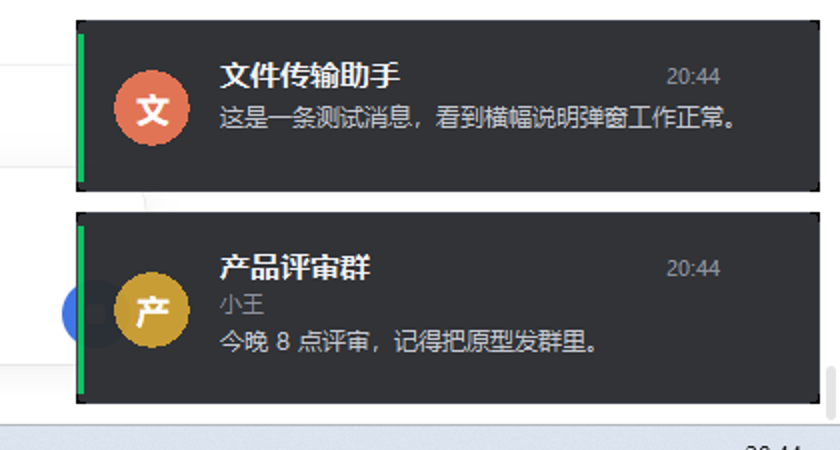 文件传输助手
20:44
文
这是一条测试消息，看到横幅说明弹窗工作正常。
产品评审群
20:44
小王
产
今晚 8 点评审，记得把原型发群里。